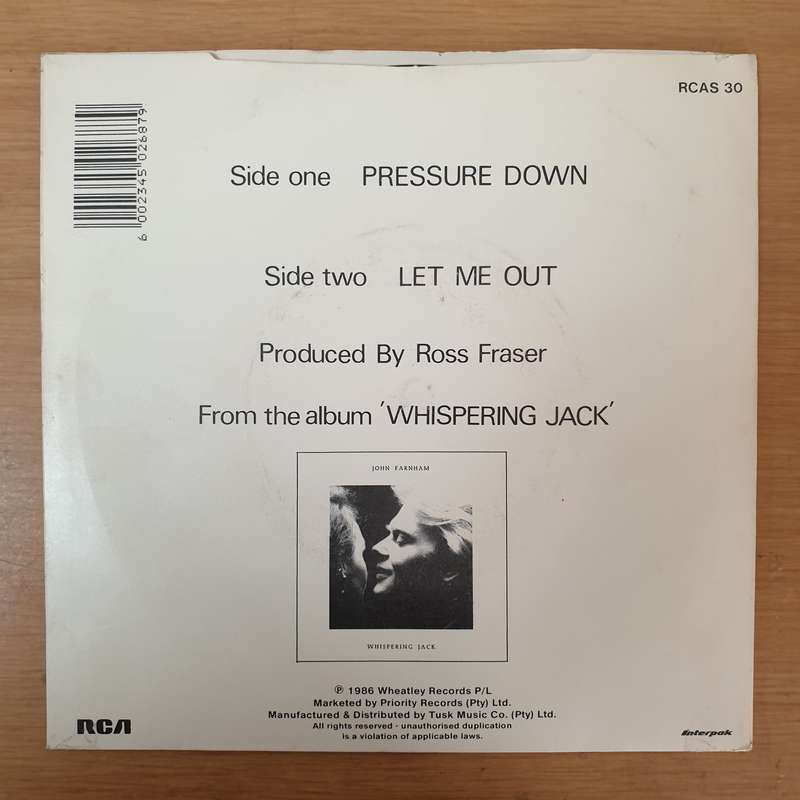 RCAS 30
6 002345 026879
Side one PRESSURE DOWN
Side two LET ME OUT
Produced By Ross Fraser
From the album 'WHISPERING JACK'
JOHN FARNHAM
WHISPERING JACK
℗ 1986 Wheatley Records P/L
Marketed by Priority Records (Pty) Ltd.
Manufactured & Distributed by Tusk Music Co. (Pty) Ltd.
All rights reserved - unauthorised duplication
is a violation of applicable laws.
RCA
Interpak